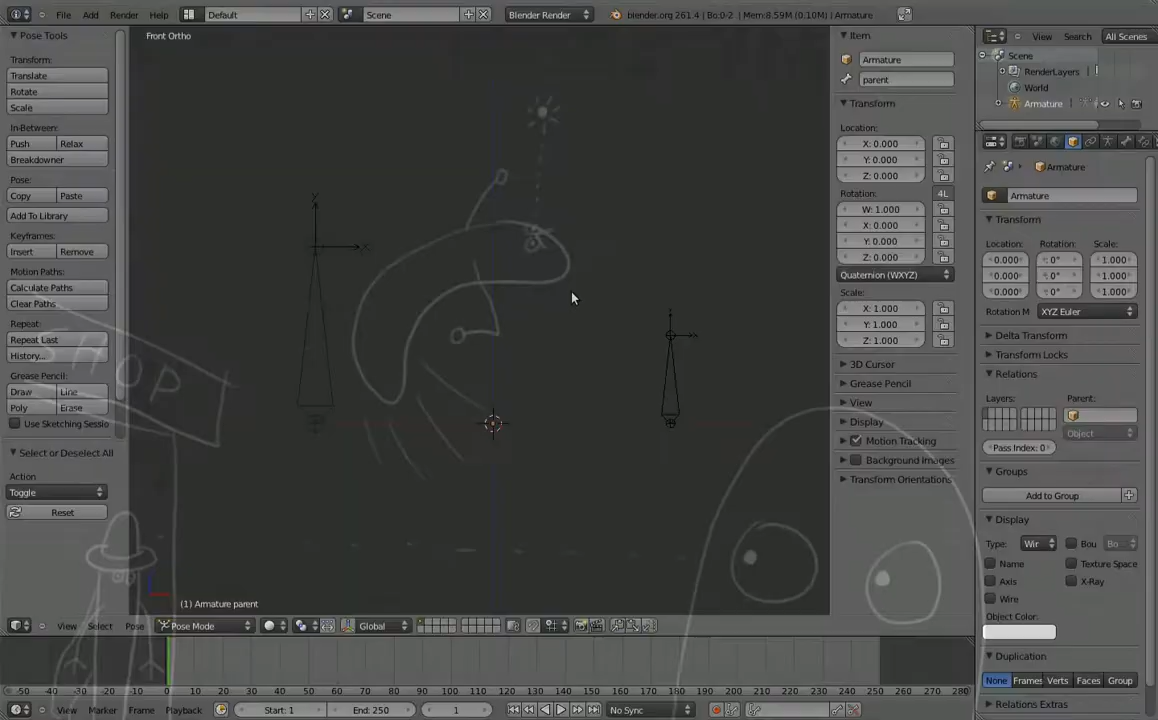 File Add Render Help Default Scene Blender Render blender.org 261.4 | Bo:0-2 | Mem:8.59M (0.10M) | Armature
Pose Tools
Transform:
Translate
Rotate
Scale
In-Between:
Push Relax
Breakdowner
Pose:
Copy Paste
Add To Library
Keyframes:
Insert Remove
Motion Paths:
Calculate Paths
Clear Paths
Repeat:
Repeat Last
History...
Grease Pencil:
Draw Line
Poly Erase
Use Sketching Sessio
Select or Deselect All
Action
Toggle
Reset
Front Ortho
SHOP
(1) Armature parent
Item
Armature
parent
Transform
Location:
X: 0.000
Y: 0.000
Z: 0.000
Rotation:
4L
W: 1.000
X: 0.000
Y: 0.000
Z: 0.000
Quaternion (WXYZ)
Scale:
X: 1.000
Y: 1.000
Z: 1.000
3D Cursor
Grease Pencil
View
Display
Motion Tracking
Background Images
Transform Orientations
View Search All Scenes
Scene
RenderLayers
World
Armature
Armature
Armature
Transform
Location: Rotation: Scale:
0.000 0° 1.000
0.000 0° 1.000
0.000 0° 1.000
Rotation M XYZ Euler
Delta Transform
Transform Locks
Relations
Layers: Parent:
Object
Pass Index: 0
Groups
Add to Group
Display
Type: Wir Bou Bo
Name Texture Space
Axis X-Ray
Wire
Object Color:
Duplication
None Frames Verts Faces Group
Relations Extras
View Select Pose Pose Mode Global
-50 -40 -30 -20 -10 0 10 20 30 40 50 60 70 80 90 100 110 120 130 140 150 160 170 180 190 200 210 220 230 240 250 260 270 280
View Marker Frame Playback Start: 1 End: 250 1 No Sync